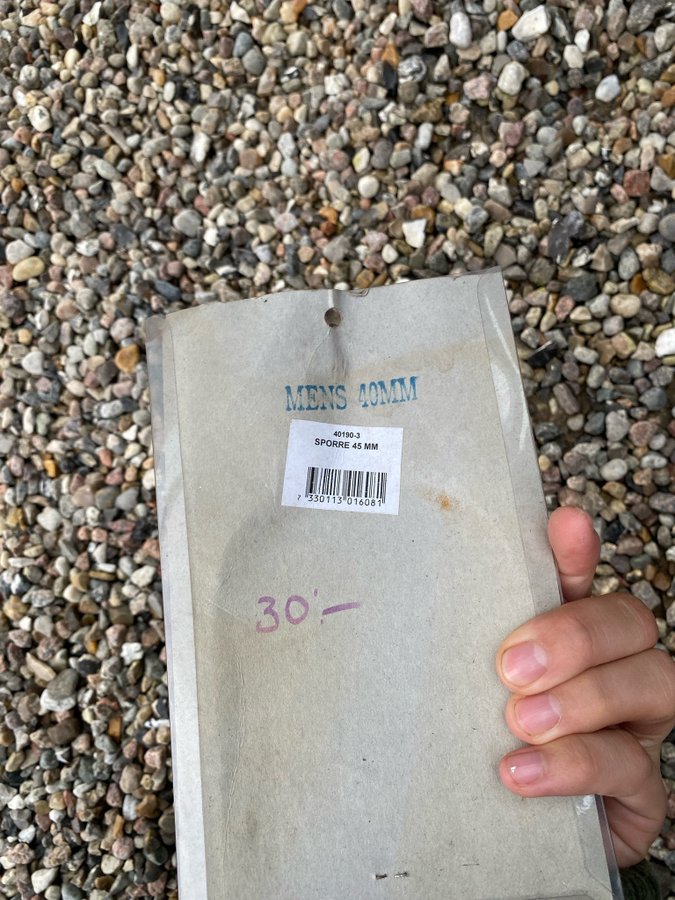 MENS 40MM
40190-3
SPORRE 45 MM
7 330113 016081
30:-